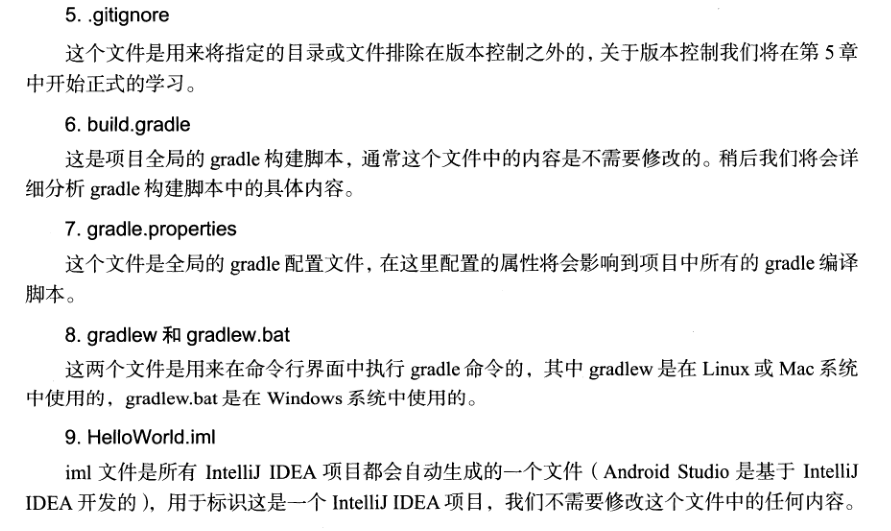 5. .gitignore
这个文件是用来将指定的目录或文件排除在版本控制之外的，关于版本控制我们将在第 5 章
中开始正式的学习。
6. build.gradle
这是项目全局的 gradle 构建脚本，通常这个文件中的内容是不需要修改的。稍后我们将会详
细分析 gradle 构建脚本中的具体内容。
7. gradle.properties
这个文件是全局的 gradle 配置文件，在这里配置的属性将会影响到项目中所有的 gradle 编译
脚本。
8. gradlew 和 gradlew.bat
这两个文件是用来在命令行界面中执行 gradle 命令的，其中 gradlew 是在 Linux 或 Mac 系统
中使用的，gradlew.bat 是在 Windows 系统中使用的。
9. HelloWorld.iml
iml 文件是所有 IntelliJ IDEA 项目都会自动生成的一个文件（Android Studio 是基于 IntelliJ
IDEA 开发的），用于标识这是一个 IntelliJ IDEA 项目，我们不需要修改这个文件中的任何内容。